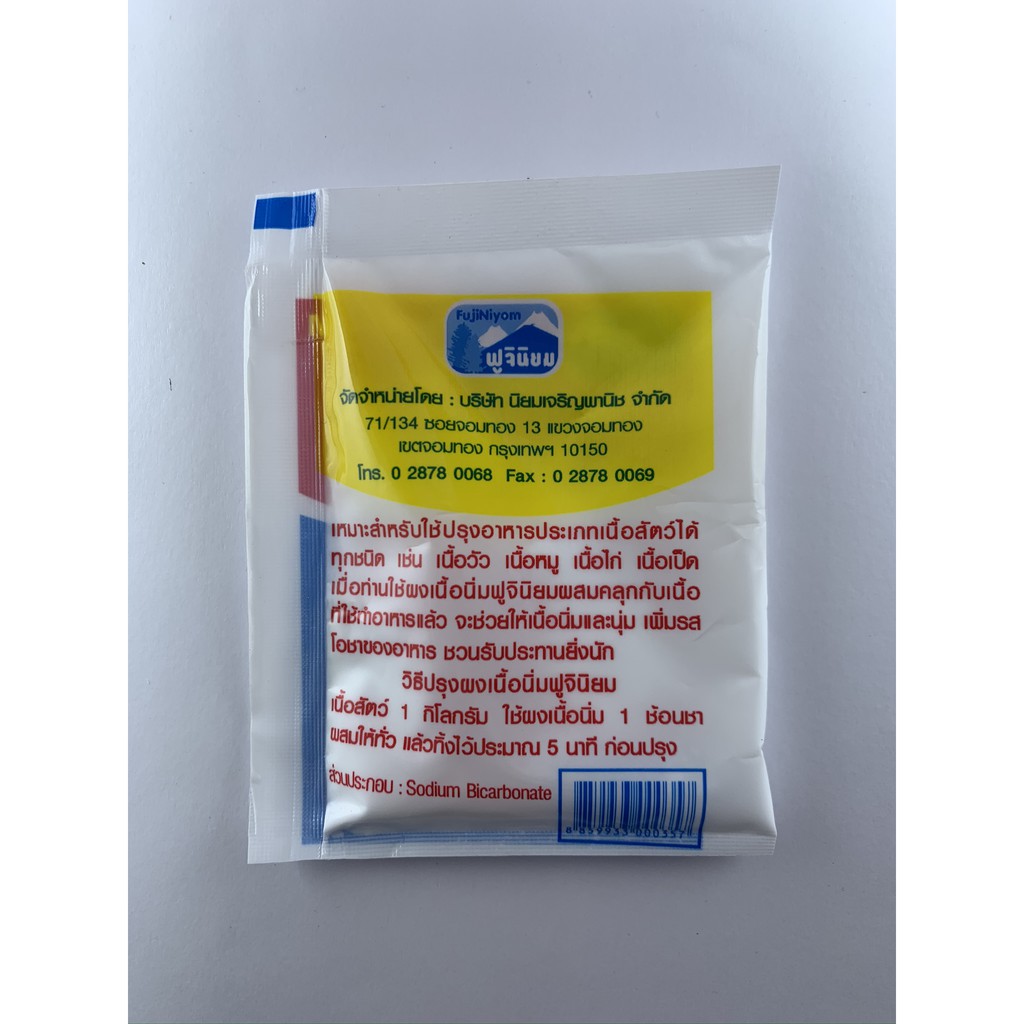 FujiNiyom
ฟูจินิยม
จัดจำหน่ายโดย : บริษัท นิยมเจริญพานิช จำกัด
71/134 ซอยจอมทอง 13 แขวงจอมทอง
เขตจอมทอง กรุงเทพฯ 10150
โทร. 0 2878 0068 Fax : 0 2878 0069
เหมาะสำหรับใช้ปรุงอาหารประเภทเนื้อสัตว์ได้
ทุกชนิด เช่น เนื้อวัว เนื้อหมู เนื้อไก่ เนื้อเป็ด
เมื่อท่านใช้ผงเนื้อนิ่มฟูจินิยมผสมคลุกกับเนื้อ
ที่ใช้ทำอาหารแล้ว จะช่วยให้เนื้อนิ่มและนุ่ม เพิ่มรส
โอชาของอาหาร ชวนรับประทานยิ่งนัก
วิธีปรุงผงเนื้อนิ่มฟูจินิยม
เนื้อสัตว์ 1 กิโลกรัม ใช้ผงเนื้อนิ่ม 1 ช้อนชา
ผสมให้ทั่ว แล้วทิ้งไว้ประมาณ 5 นาที ก่อนปรุง
ส่วนประกอบ : Sodium Bicarbonate
8 859933 000357